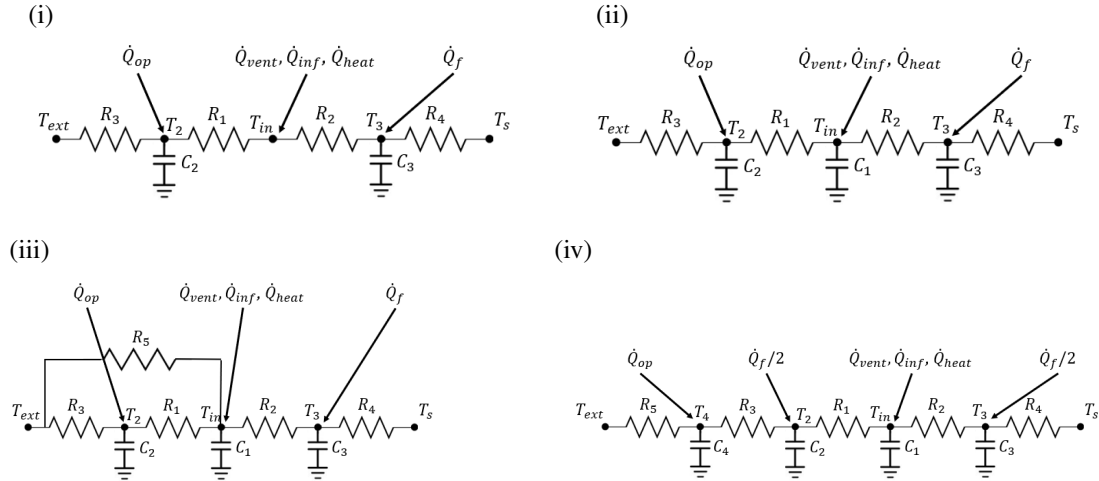 (i)
Q̇op
Q̇vent, Q̇inf, Q̇heat
Q̇f
Text R3 T2 R1 Tin R2 T3 R4 Ts
C2 C3
(ii)
Q̇op
Q̇vent, Q̇inf, Q̇heat
Q̇f
Text R3 T2 R1 Tin R2 T3 R4 Ts
C2 C1 C3
(iii)
Q̇op
Q̇vent, Q̇inf, Q̇heat
Q̇f
R5
Text R3 T2 R1 Tin R2 T3 R4 Ts
C2 C1 C3
(iv)
Q̇op
Q̇f/2
Q̇vent, Q̇inf, Q̇heat
Q̇f/2
Text R5 T4 R3 T2 R1 Tin R2 T3 R4 Ts
C4 C2 C1 C3